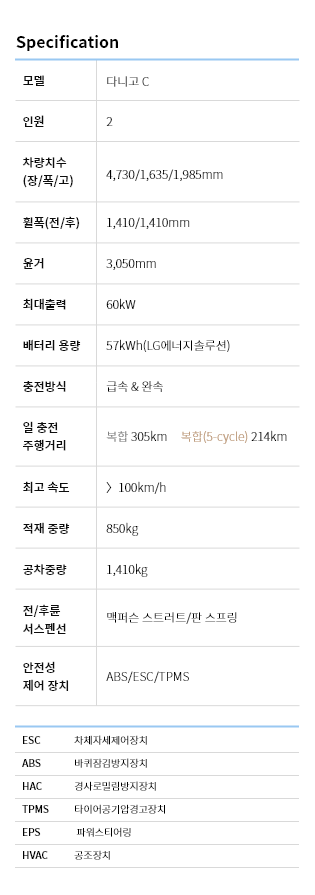 Specification
모델 다니고 C
인원 2
차량치수
(장/폭/고) 4,730/1,635/1,985mm
휠폭(전/후) 1,410/1,410mm
윤거 3,050mm
최대출력 60kW
배터리 용량 57kWh(LG에너지솔루션)
충전방식 급속 & 완속
일 충전
주행거리 복합 305km 복합(5-cycle) 214km
최고 속도 〉100km/h
적재 중량 850kg
공차중량 1,410kg
전/후륜
서스펜션 맥퍼슨 스트러트/판 스프링
안전성
제어 장치 ABS/ESC/TPMS
ESC 차체자세제어장치
ABS 바퀴잠김방지장치
HAC 경사로밀림방지장치
TPMS 타이어공기압경고장치
EPS 파워스티어링
HVAC 공조장치